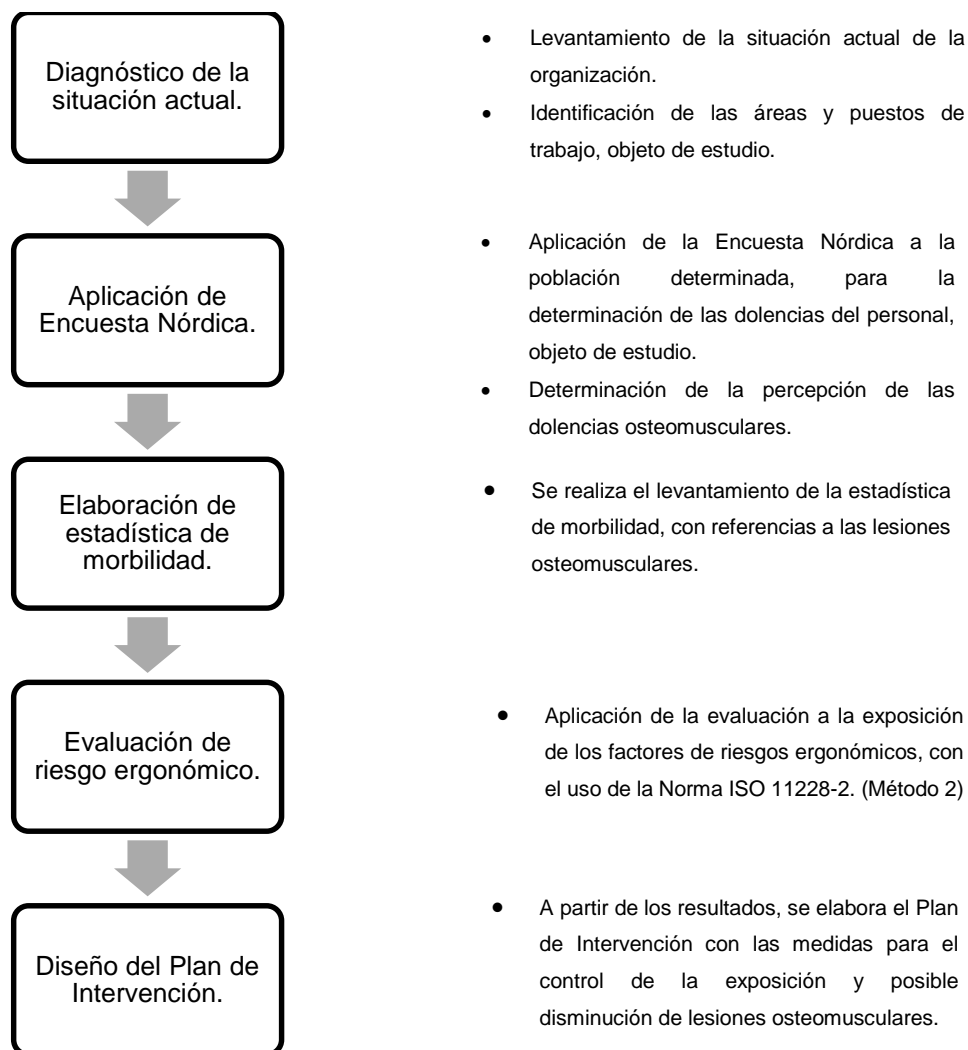 Diagnóstico de la
situación actual.
• Levantamiento de la situación actual de la
organización.
• Identificación de las áreas y puestos de
trabajo, objeto de estudio.
Aplicación de
Encuesta Nórdica.
• Aplicación de la Encuesta Nórdica a la
población determinada, para la
determinación de las dolencias del personal,
objeto de estudio.
• Determinación de la percepción de las
dolencias osteomusculares.
Elaboración de
estadística de
morbilidad.
• Se realiza el levantamiento de la estadística
de morbilidad, con referencias a las lesiones
osteomusculares.
Evaluación de
riesgo ergonómico.
• Aplicación de la evaluación a la exposición
de los factores de riesgos ergonómicos, con
el uso de la Norma ISO 11228-2. (Método 2)
Diseño del Plan de
Intervención.
• A partir de los resultados, se elabora el Plan
de Intervención con las medidas para el
control de la exposición y posible
disminución de lesiones osteomusculares.